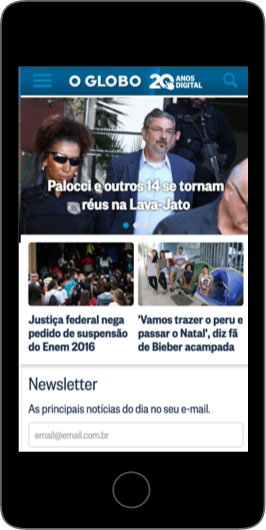 O GLOBO 20 ANOS DIGITAL
Palocci e outros 14 se tornam
réus na Lava-Jato
Justiça federal nega
pedido de suspensão
do Enem 2016
'Vamos trazer o peru e
passar o Natal', diz fã
de Bieber acampada
Newsletter
As principais notícias do dia no seu e-mail.
email@email.com.br